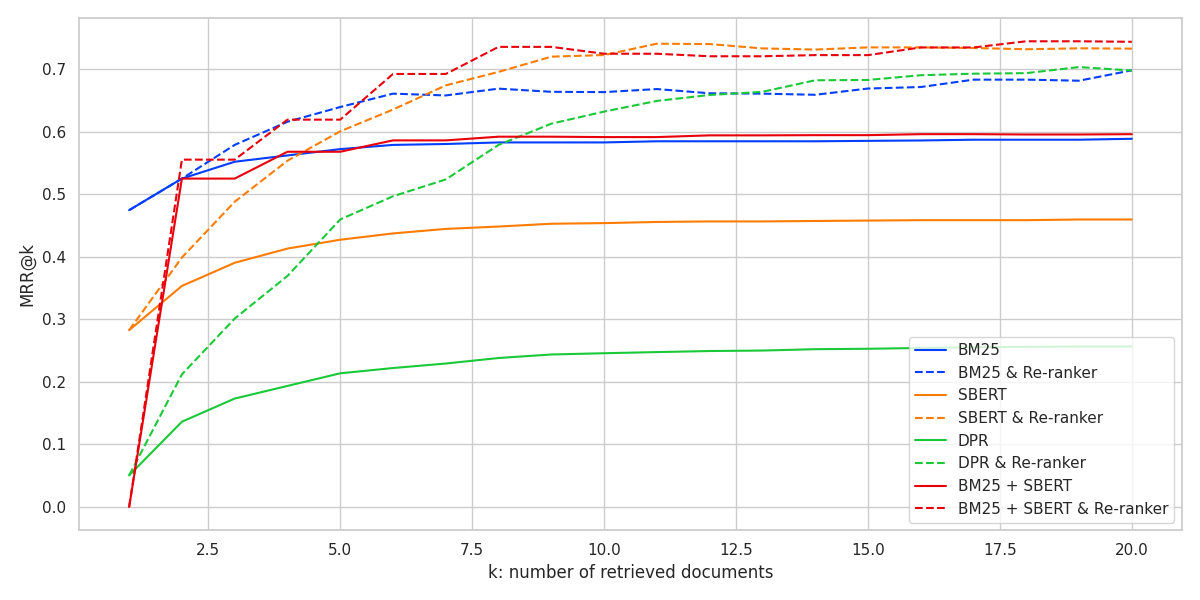 MRR@k
0.7
0.6
0.5
0.4
0.3
0.2
0.1
0.0
BM25
BM25 & Re-ranker
SBERT
SBERT & Re-ranker
DPR
DPR & Re-ranker
BM25 + SBERT
BM25 + SBERT & Re-ranker
2.5 5.0 7.5 10.0 12.5 15.0 17.5 20.0
k: number of retrieved documents